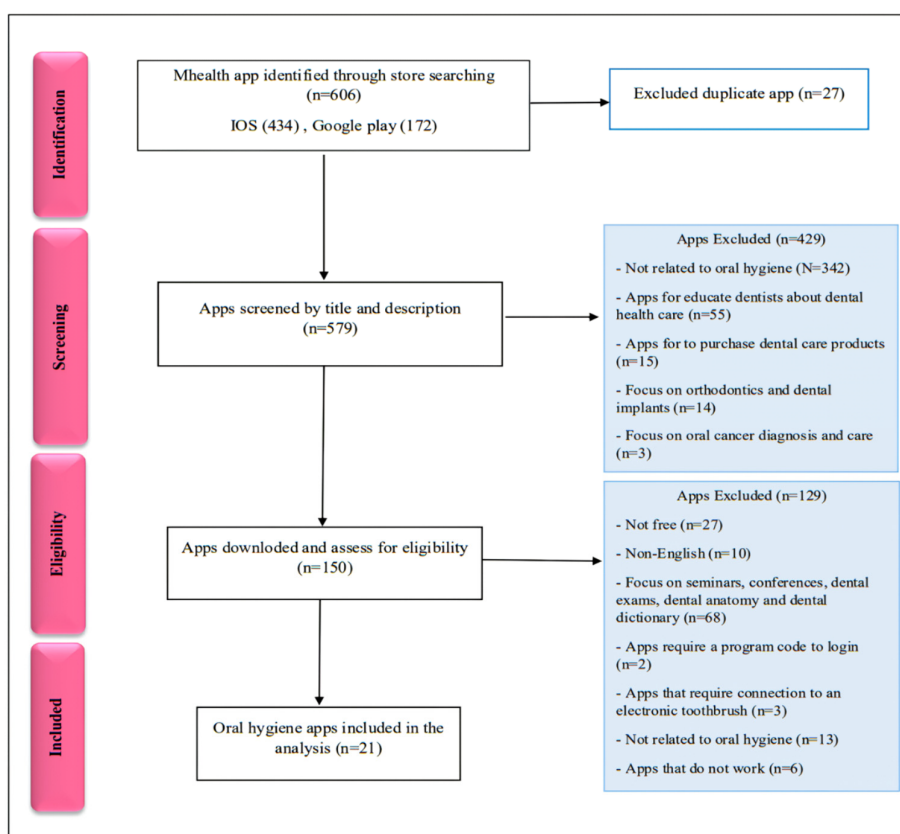 Identification
Mhealth app identified through store searching
(n=606)
IOS (434) , Google play (172)
Excluded duplicate app (n=27)
Screening
Apps screened by title and description
(n=579)
Apps Excluded (n=429)
- Not related to oral hygiene (N=342)
- Apps for educate dentists about dental
health care (n=55)
- Apps for to purchase dental care products
(n=15)
- Focus on orthodontics and dental
implants (n=14)
- Focus on oral cancer diagnosis and care
(n=3)
Eligibility
Apps downloded and assess for eligibility
(n=150)
Apps Excluded (n=129)
- Not free (n=27)
- Non-English (n=10)
- Focus on seminars, conferences, dental
exams, dental anatomy and dental
dictionary (n=68)
- Apps require a program code to login
(n=2)
- Apps that require connection to an
electronic toothbrush (n=3)
- Not related to oral hygiene (n=13)
- Apps that do not work (n=6)
Included
Oral hygiene apps included in the
analysis (n=21)